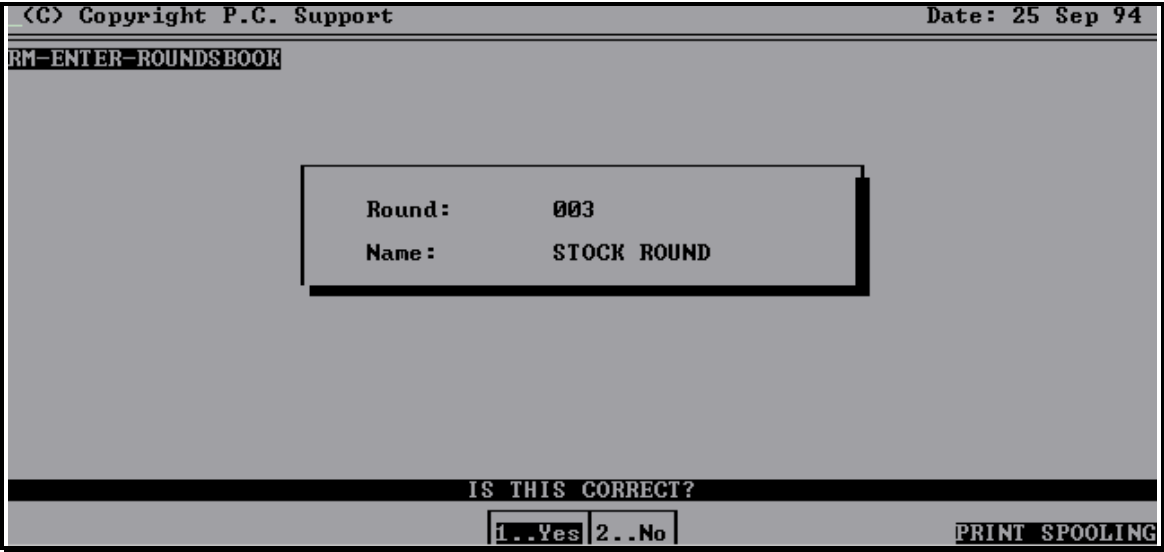 (C) Copyright P.C. Support Date: 25 Sep 94
RM-ENTER-ROUNDSBOOK
Round: 003
Name: STOCK ROUND
IS THIS CORRECT?
1..Yes 2..No PRINT SPOOLING